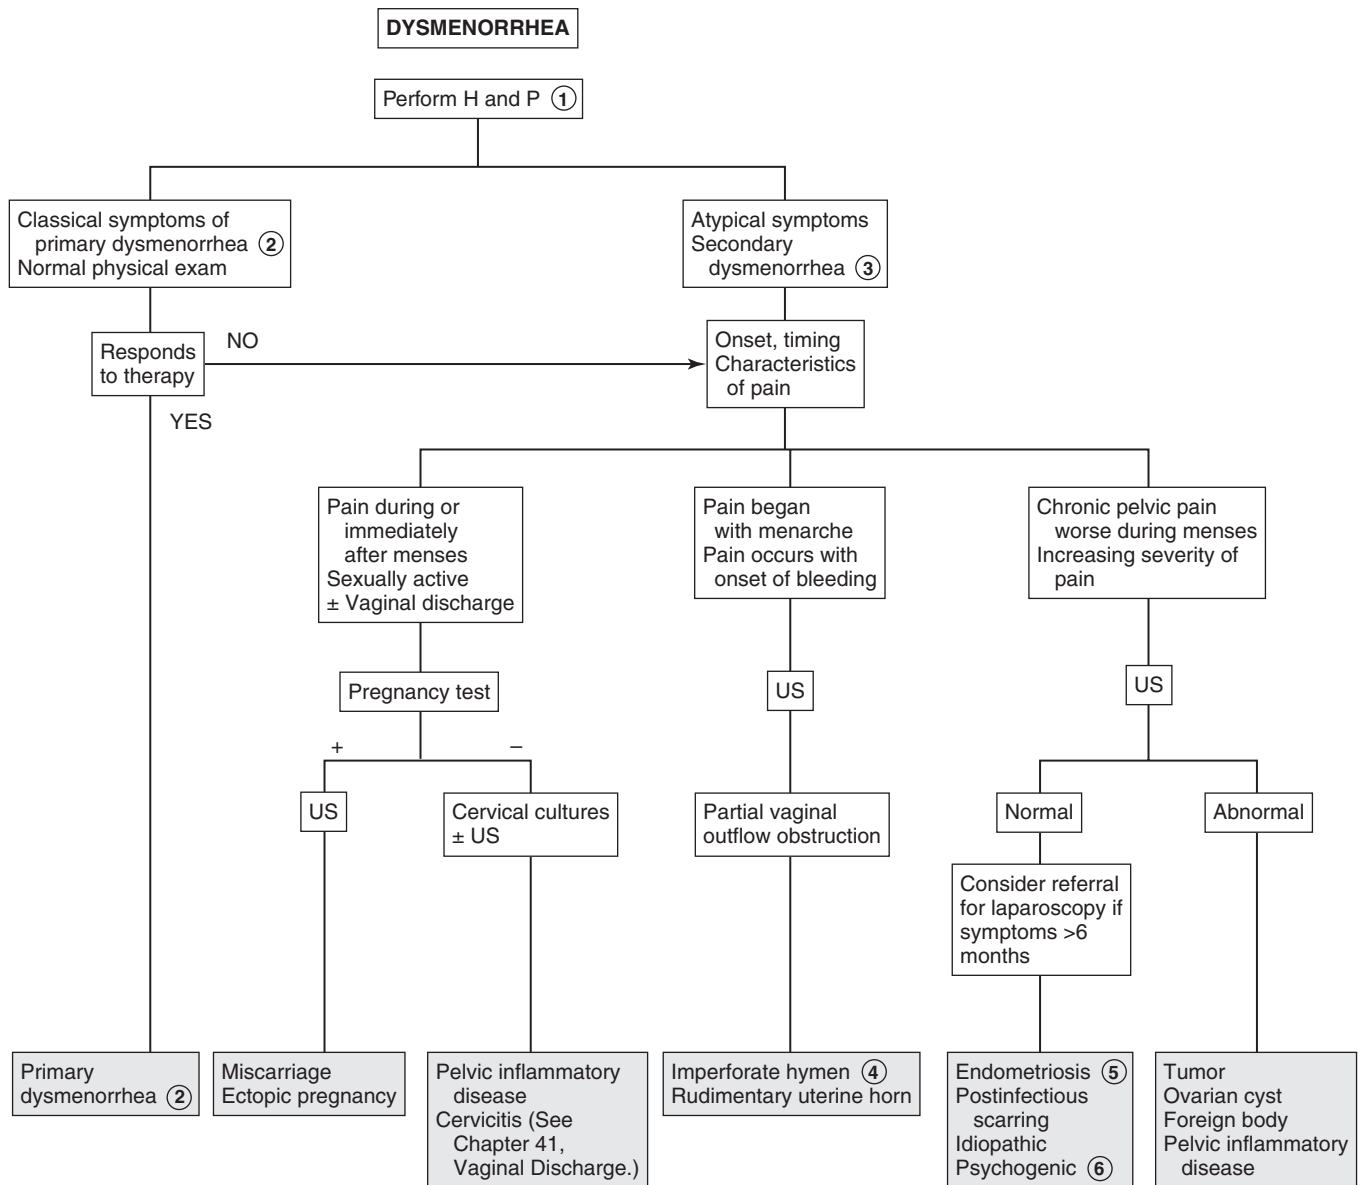 DYSMENORRHEA
Perform H and P 1
Classical symptoms of
primary dysmenorrhea 2
Normal physical exam
Atypical symptoms
Secondary
dysmenorrhea 3
Responds
to therapy
NO
YES
Onset, timing
Characteristics
of pain
Pain during or
immediately
after menses
Sexually active
± Vaginal discharge
Pain began
with menarche
Pain occurs with
onset of bleeding
Chronic pelvic pain
worse during menses
Increasing severity of
pain
Pregnancy test
US
US
+
–
US
Cervical cultures
± US
Partial vaginal
outflow obstruction
Normal
Abnormal
Consider referral
for laparoscopy if
symptoms >6
months
Primary
dysmenorrhea 2
Miscarriage
Ectopic pregnancy
Pelvic inflammatory
disease
Cervicitis (See
Chapter 41,
Vaginal Discharge.)
Imperforate hymen 4
Rudimentary uterine horn
Endometriosis 5
Postinfectious
scarring
Idiopathic
Psychogenic 6
Tumor
Ovarian cyst
Foreign body
Pelvic inflammatory
disease